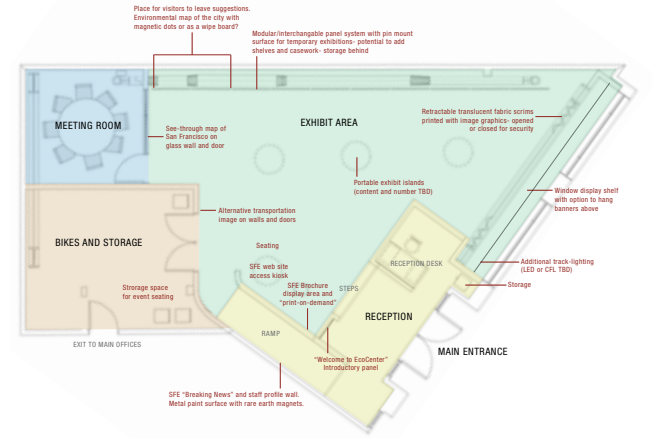 Place for visitors to leave suggestions.
Environmental map of the city with
magnetic dots or as a wipe board?
Modular/interchangable panel system with pin mount
surface for temporary exhibitions- potential to add
shelves and casework- storage behind
Retractable translucent fabric scrims
printed with image graphics- opened
or closed for security
MEETING ROOM
See-through map of
San Francisco on
glass wall and door
EXHIBIT AREA
Portable exhibit islands
(content and number TBD)
Window display shelf
with option to hang
banners above
Alternative transportation
image on walls and doors
BIKES AND STORAGE
Seating
SFE web site
access kiosk
RECEPTION DESK
Additional track-lighting
(LED or CFL TBD)
Storage
Strorage space
for event seating
SFE Brochure
display area and
"print-on-demand"
STEPS
RECEPTION
RAMP
EXIT TO MAIN OFFICES
"Welcome to EcoCenter"
Introductory panel
MAIN ENTRANCE
SFE "Breaking News" and staff profile wall.
Metal paint surface with rare earth magnets.